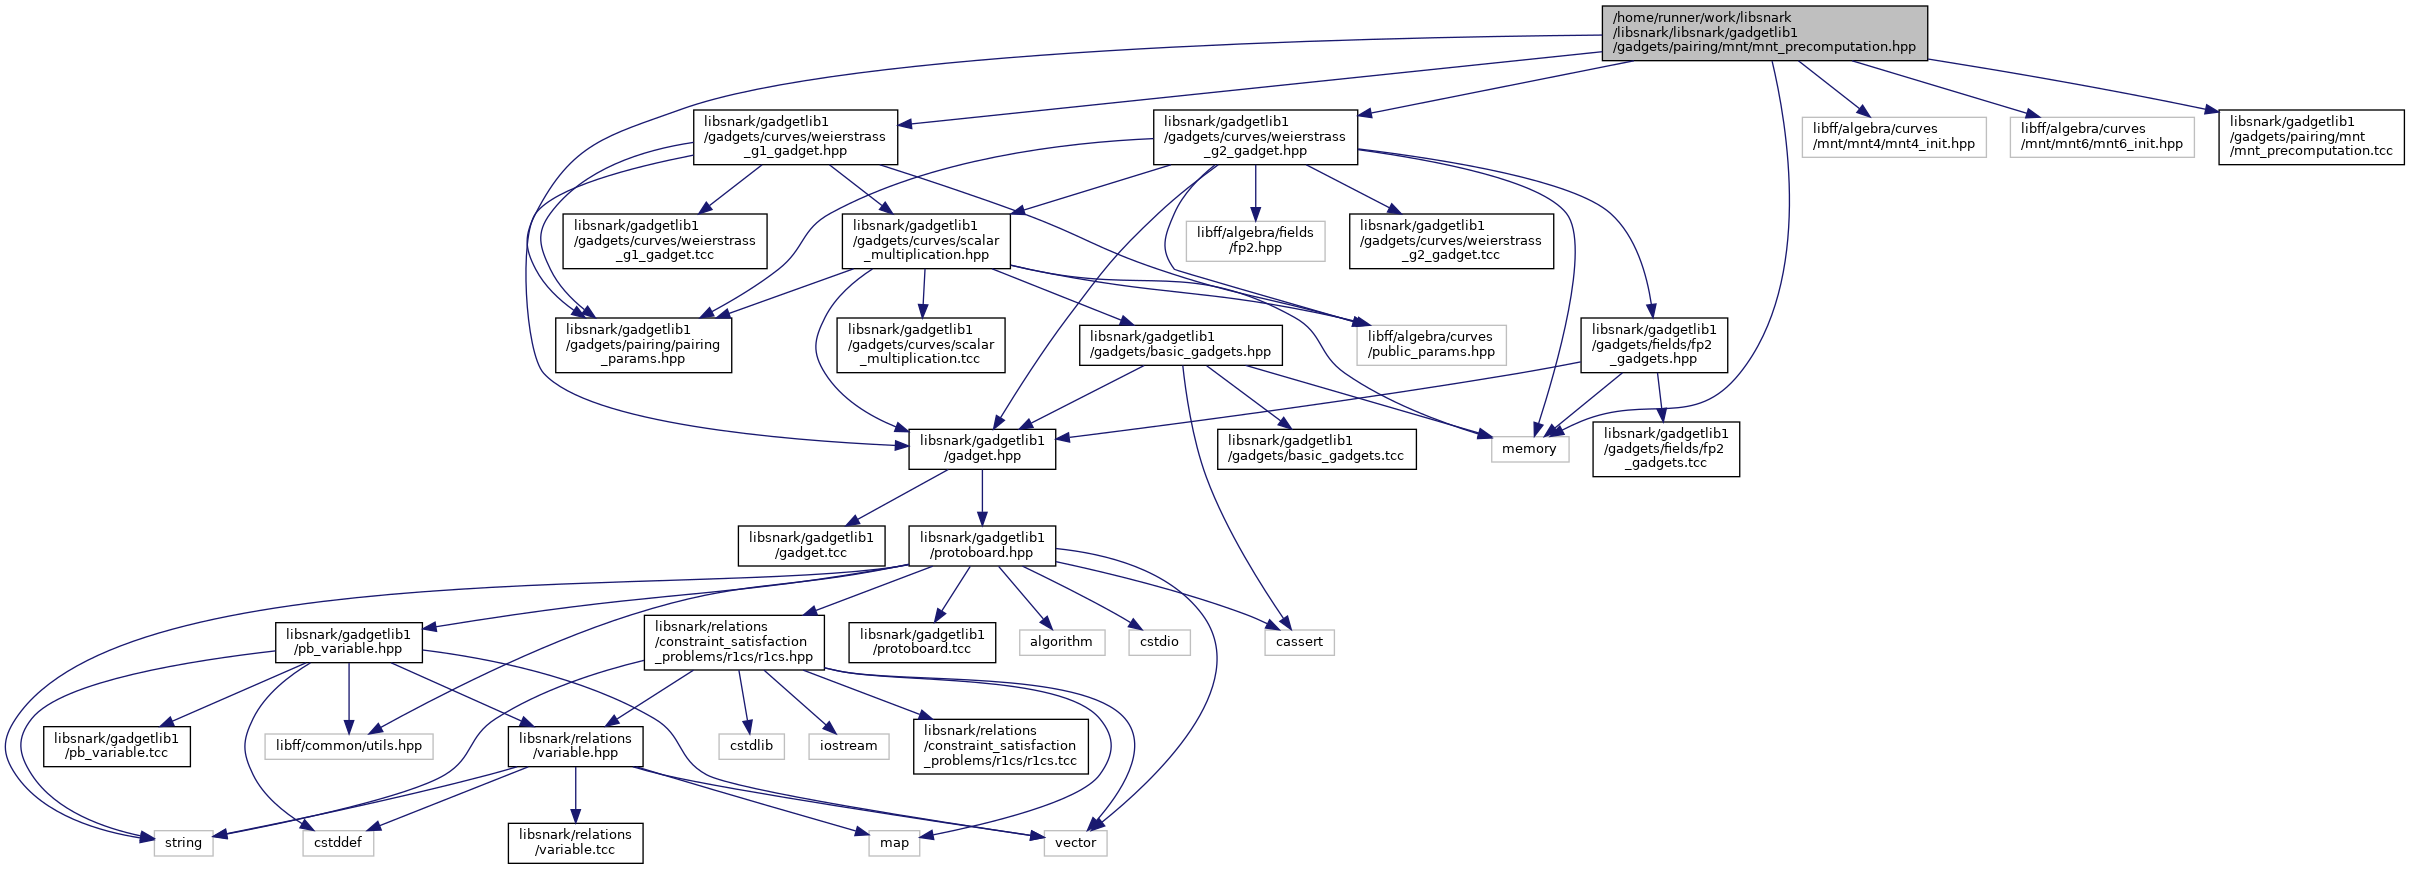 /home/runner/work/libsnark
/libsnark/libsnark/gadgetlib1
/gadgets/pairing/mnt/mnt_precomputation.hpp
libsnark/gadgetlib1
/gadgets/curves/weierstrass
_g1_gadget.hpp
libsnark/gadgetlib1
/gadgets/curves/weierstrass
_g2_gadget.hpp
libff/algebra/curves
/mnt/mnt4/mnt4_init.hpp
libff/algebra/curves
/mnt/mnt6/mnt6_init.hpp
libsnark/gadgetlib1
/gadgets/pairing/mnt
/mnt_precomputation.tcc
libsnark/gadgetlib1
/gadgets/curves/weierstrass
_g1_gadget.tcc
libsnark/gadgetlib1
/gadgets/curves/scalar
_multiplication.hpp
libff/algebra/fields
/fp2.hpp
libsnark/gadgetlib1
/gadgets/curves/weierstrass
_g2_gadget.tcc
libsnark/gadgetlib1
/gadgets/pairing/pairing
_params.hpp
libsnark/gadgetlib1
/gadgets/curves/scalar
_multiplication.tcc
libsnark/gadgetlib1
/gadgets/basic_gadgets.hpp
libff/algebra/curves
/public_params.hpp
libsnark/gadgetlib1
/gadgets/fields/fp2
_gadgets.hpp
libsnark/gadgetlib1
/gadget.hpp
libsnark/gadgetlib1
/gadgets/basic_gadgets.tcc
memory
libsnark/gadgetlib1
/gadgets/fields/fp2
_gadgets.tcc
libsnark/gadgetlib1
/gadget.tcc
libsnark/gadgetlib1
/protoboard.hpp
libsnark/gadgetlib1
/pb_variable.hpp
libsnark/relations
/constraint_satisfaction
_problems/r1cs/r1cs.hpp
libsnark/gadgetlib1
/protoboard.tcc
algorithm
cstdio
cassert
libsnark/gadgetlib1
/pb_variable.tcc
libff/common/utils.hpp
libsnark/relations
/variable.hpp
cstdlib
iostream
libsnark/relations
/constraint_satisfaction
_problems/r1cs/r1cs.tcc
string
cstddef
libsnark/relations
/variable.tcc
map
vector